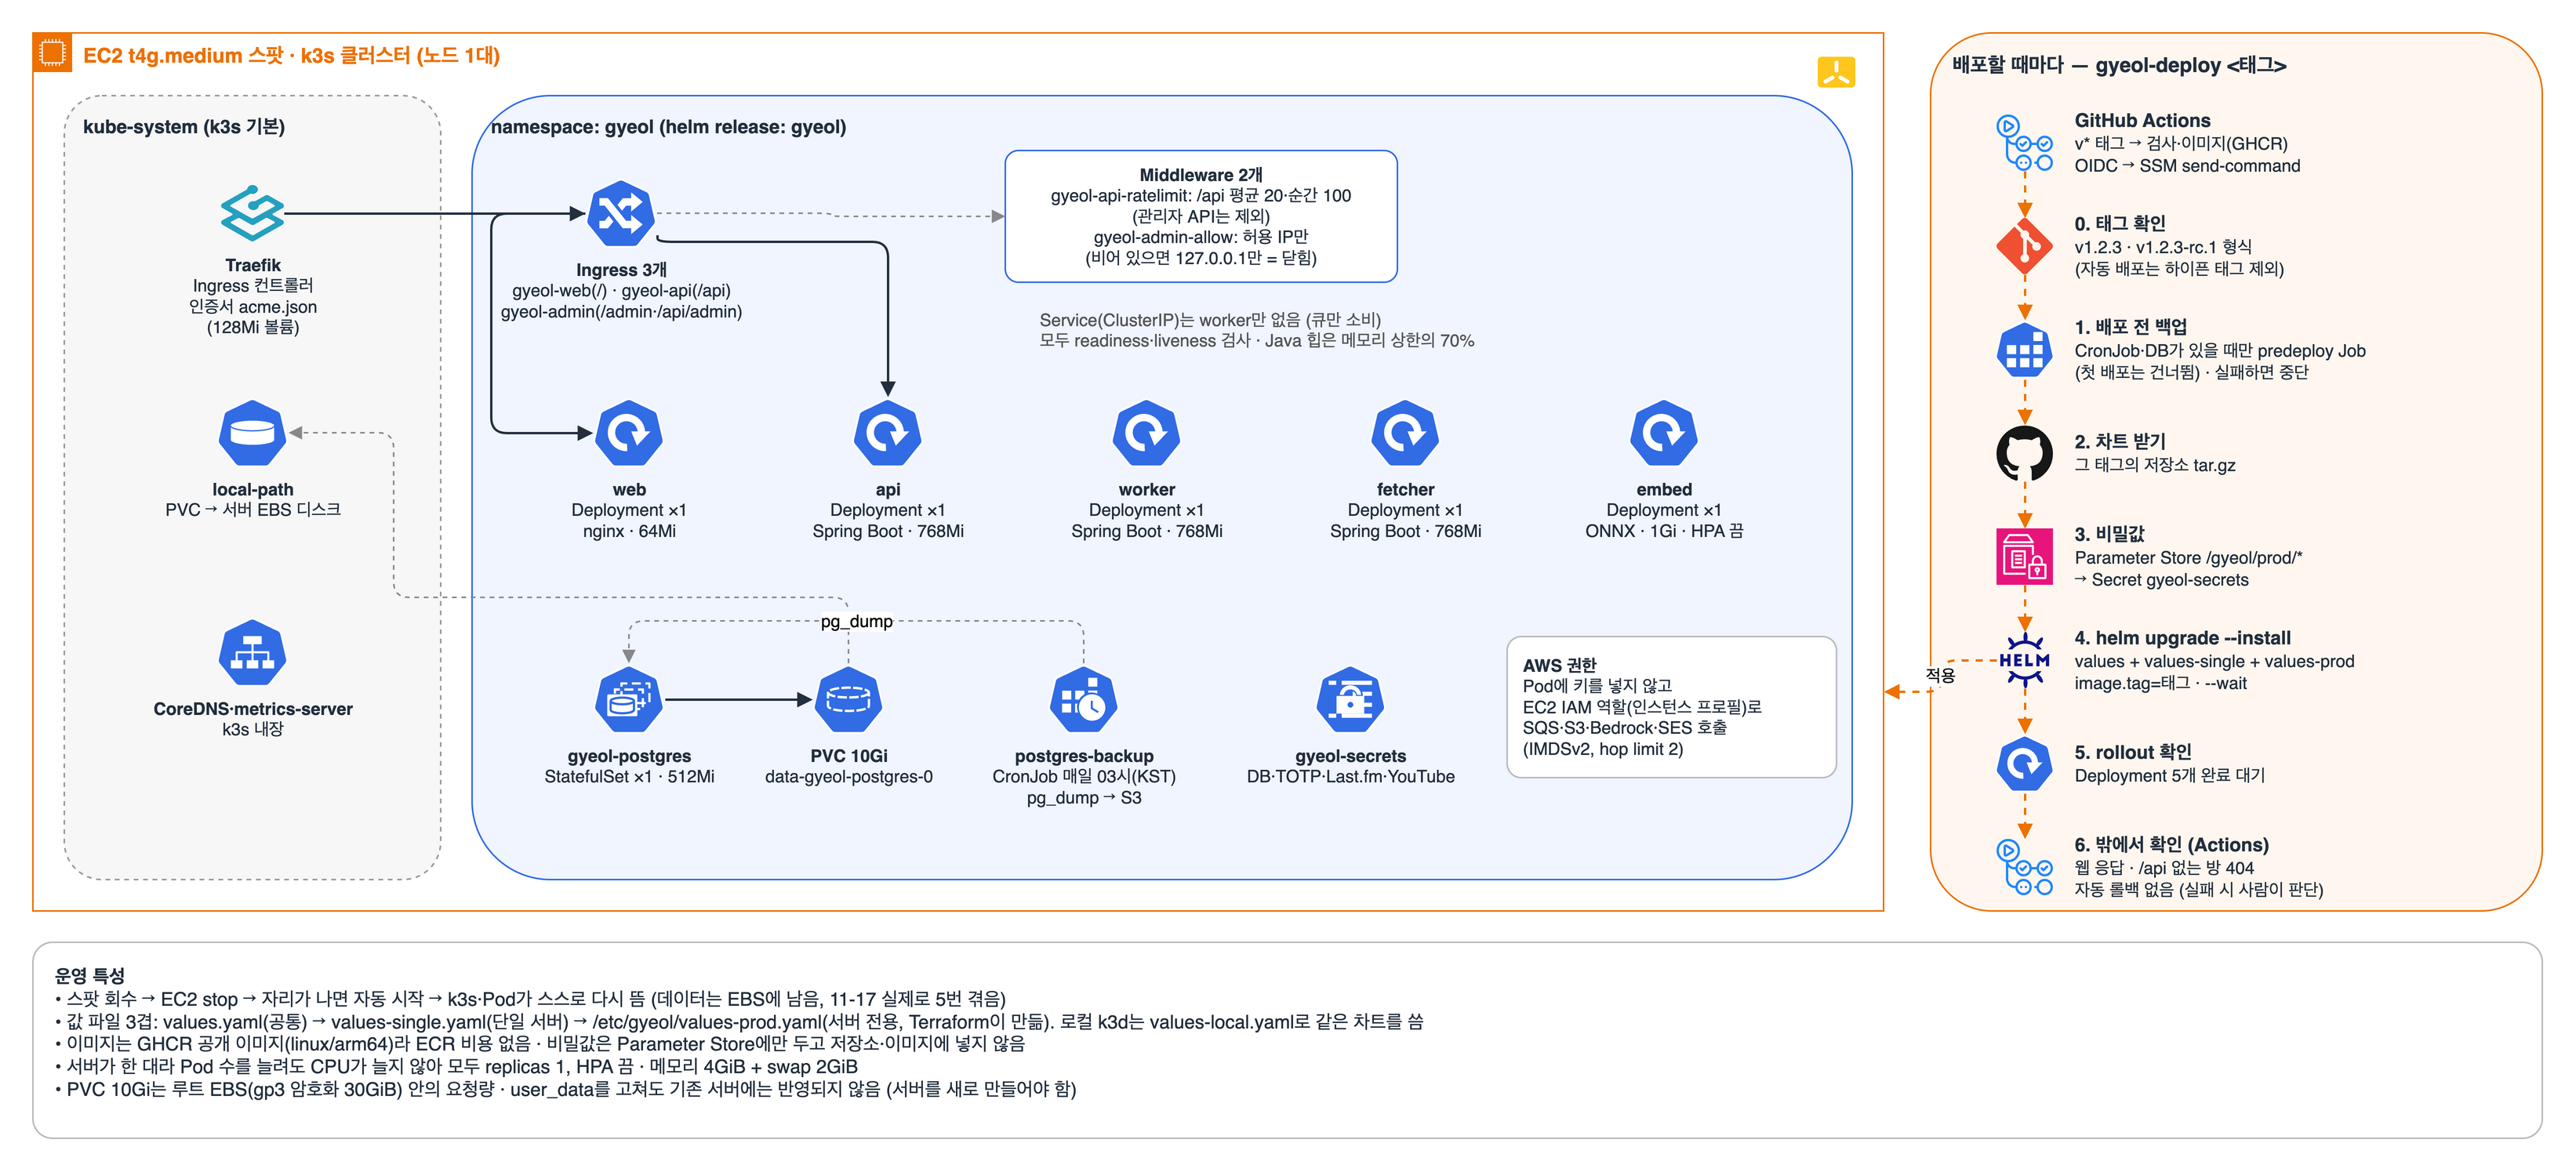 EC2 t4g.medium 스팟 · k3s 클러스터 (노드 1대)
kube-system (k3s 기본)
Traefik
Ingress 컨트롤러
인증서 acme.json
(128Mi 볼륨)
local-path
PVC → 서버 EBS 디스크
CoreDNS·metrics-server
k3s 내장
namespace: gyeol (helm release: gyeol)
Ingress 3개
gyeol-web(/) · gyeol-api(/api)
gyeol-admin(/admin·/api/admin)
Middleware 2개
gyeol-api-ratelimit: /api 평균 20·순간 100
(관리자 API는 제외)
gyeol-admin-allow: 허용 IP만
(비어 있으면 127.0.0.1만 = 닫힘)
Service(ClusterIP)는 worker만 없음 (큐만 소비)
모두 readiness·liveness 검사 · Java 힙은 메모리 상한의 70%
web
Deployment ×1
nginx · 64Mi
api
Deployment ×1
Spring Boot · 768Mi
worker
Deployment ×1
Spring Boot · 768Mi
fetcher
Deployment ×1
Spring Boot · 768Mi
embed
Deployment ×1
ONNX · 1Gi · HPA 끔
pg_dump
gyeol-postgres
StatefulSet ×1 · 512Mi
PVC 10Gi
data-gyeol-postgres-0
postgres-backup
CronJob 매일 03시(KST)
pg_dump → S3
gyeol-secrets
DB·TOTP·Last.fm·YouTube
AWS 권한
Pod에 키를 넣지 않고
EC2 IAM 역할(인스턴스 프로필)로
SQS·S3·Bedrock·SES 호출
(IMDSv2, hop limit 2)
적용
배포할 때마다 — gyeol-deploy <태그>
GitHub Actions
v* 태그 → 검사·이미지(GHCR)
OIDC → SSM send-command
0. 태그 확인
v1.2.3 · v1.2.3-rc.1 형식
(자동 배포는 하이픈 태그 제외)
1. 배포 전 백업
CronJob·DB가 있을 때만 predeploy Job
(첫 배포는 건너뜀) · 실패하면 중단
2. 차트 받기
그 태그의 저장소 tar.gz
3. 비밀값
Parameter Store /gyeol/prod/*
→ Secret gyeol-secrets
HELM
4. helm upgrade --install
values + values-single + values-prod
image.tag=태그 · --wait
5. rollout 확인
Deployment 5개 완료 대기
6. 밖에서 확인 (Actions)
웹 응답 · /api 없는 방 404
자동 롤백 없음 (실패 시 사람이 판단)
운영 특성
• 스팟 회수 → EC2 stop → 자리가 나면 자동 시작 → k3s·Pod가 스스로 다시 뜸 (데이터는 EBS에 남음, 11-17 실제로 5번 겪음)
• 값 파일 3겹: values.yaml(공통) → values-single.yaml(단일 서버) → /etc/gyeol/values-prod.yaml(서버 전용, Terraform이 만듦). 로컬 k3d는 values-local.yaml로 같은 차트를 씀
• 이미지는 GHCR 공개 이미지(linux/arm64)라 ECR 비용 없음 · 비밀값은 Parameter Store에만 두고 저장소·이미지에 넣지 않음
• 서버가 한 대라 Pod 수를 늘려도 CPU가 늘지 않아 모두 replicas 1, HPA 끔 · 메모리 4GiB + swap 2GiB
• PVC 10Gi는 루트 EBS(gp3 암호화 30GiB) 안의 요청량 · user_data를 고쳐도 기존 서버에는 반영되지 않음 (서버를 새로 만들어야 함)